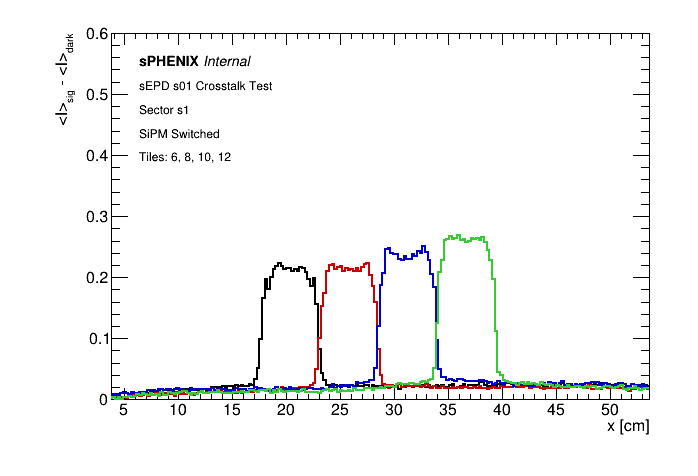 <I>sig - <I>dark
0.6
0.5
0.4
0.3
0.2
0.1
0
sPHENIX Internal
sEPD s01 Crosstalk Test
Sector s1
SiPM Switched
Tiles: 6, 8, 10, 12
5 10 15 20 25 30 35 40 45 50
x [cm]